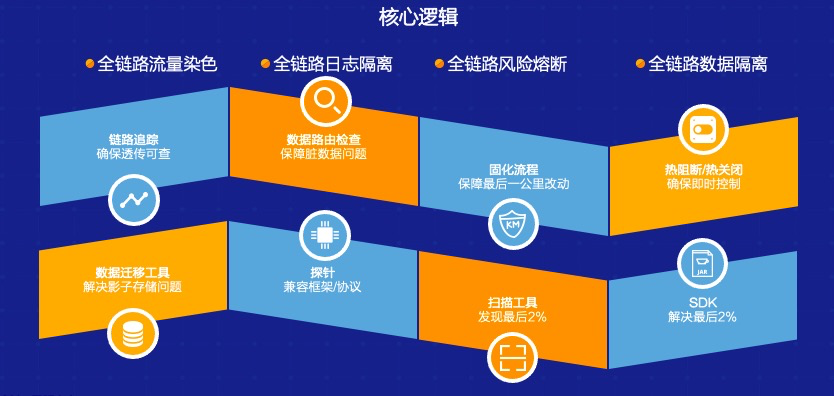 核心逻辑
全链路流量染色
全链路日志隔离
全链路风险熔断
全链路数据隔离
链路追踪
确保透传可查
数据路由检查
保障脏数据问题
固化流程
保障最后一公里改动
KM
热阻断/热关闭
确保即时控制
数据迁移工具
解决影子存储问题
探针
兼容框架/协议
扫描工具
发现最后2%
JAR
SDK
解决最后2%